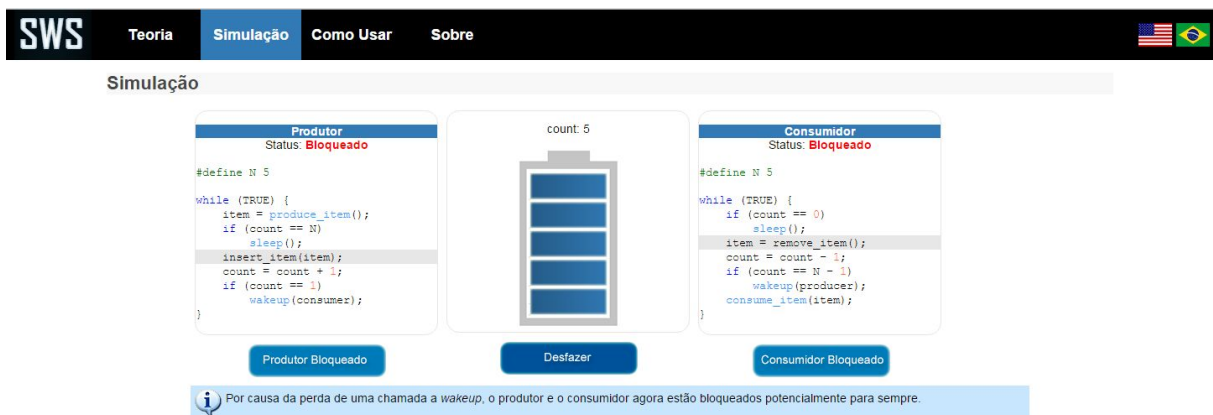 SWS Teoria Simulação Como Usar Sobre
Simulação
Produtor
Status: Bloqueado
#define N 5
while (TRUE) {
    item = produce_item();
    if (count == N)
        sleep();
    insert_item(item);
    count = count + 1;
    if (count == 1)
        wakeup(consumer);
}
count: 5
Consumidor
Status: Bloqueado
#define N 5
while (TRUE) {
    if (count == 0)
        sleep();
    item = remove_item();
    count = count - 1;
    if (count == N - 1)
        wakeup(producer);
    consume_item(item);
}
Produtor Bloqueado
Desfazer
Consumidor Bloqueado
i Por causa da perda de uma chamada a wakeup, o produtor e o consumidor agora estão bloqueados potencialmente para sempre.